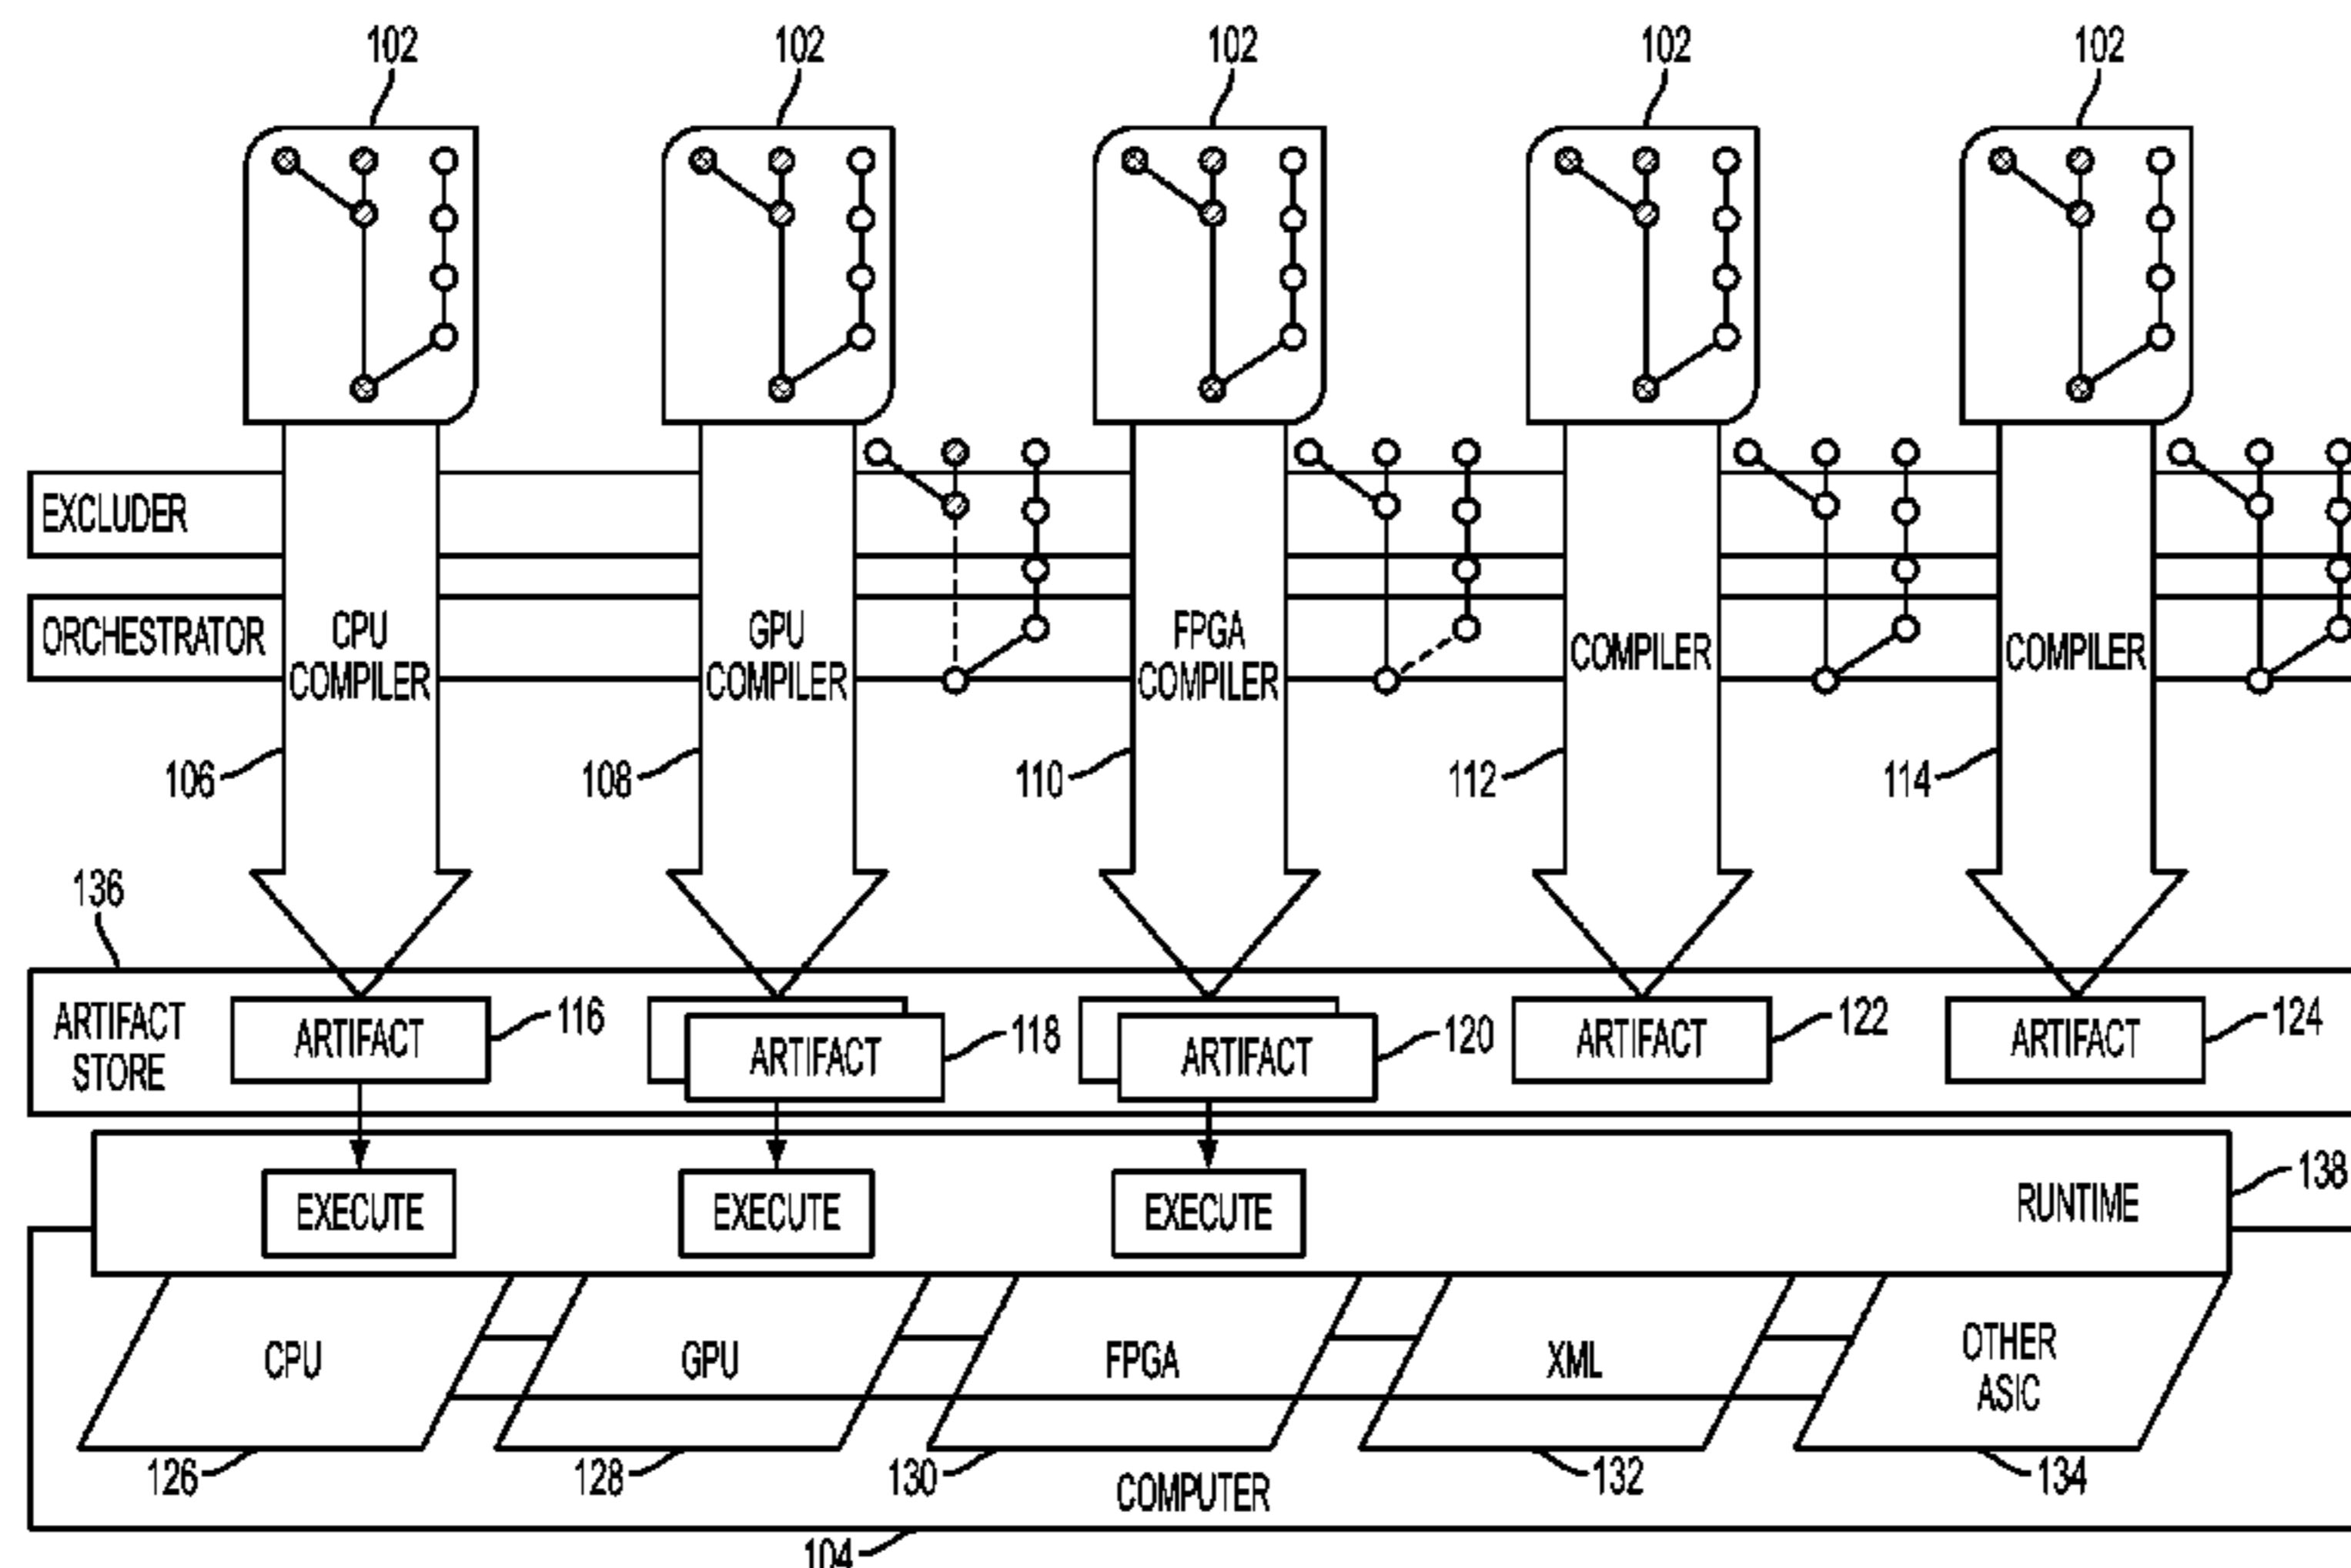 102 102 102 102 102
EXCLUDER
ORCHESTRATOR
CPU
COMPILER
GPU
COMPILER
FPGA
COMPILER
COMPILER
COMPILER
106 108 110 112 114
136
ARTIFACT
STORE
ARTIFACT 116
ARTIFACT 118
ARTIFACT 120
ARTIFACT 122
ARTIFACT 124
EXECUTE EXECUTE EXECUTE RUNTIME 138
CPU GPU FPGA XML OTHER
ASIC
126 128 130 132 134
COMPUTER
104